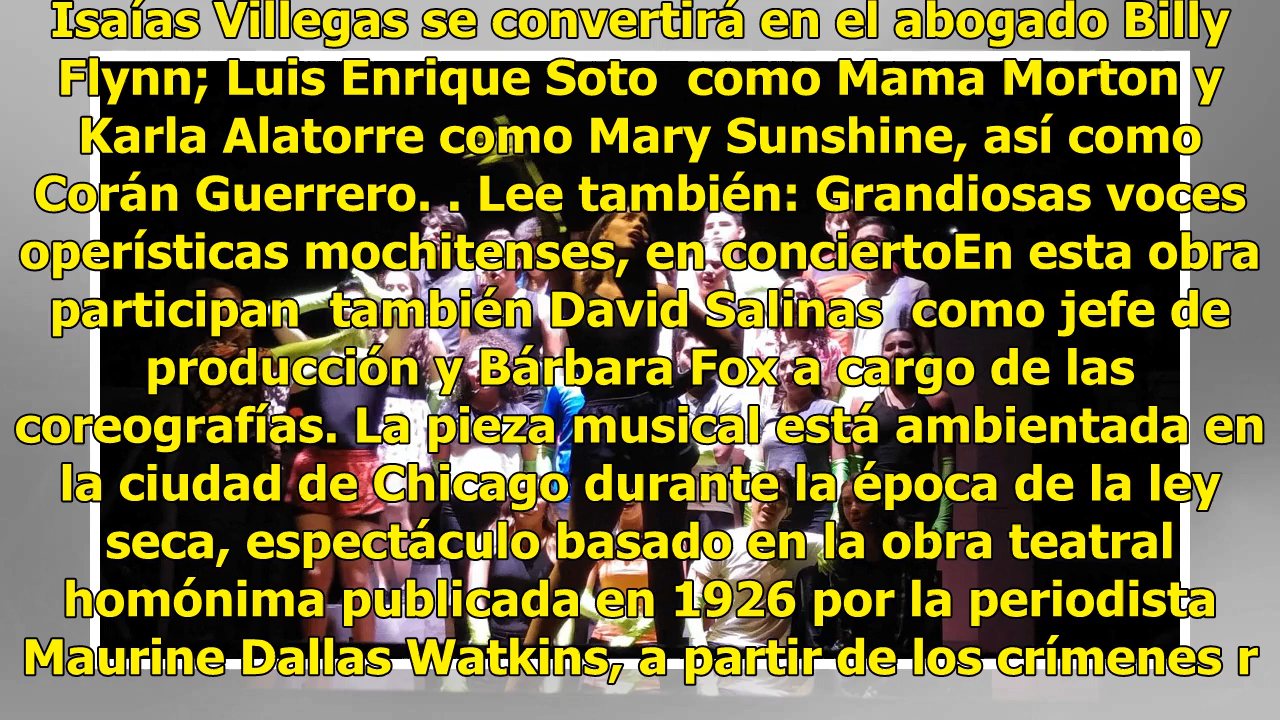 Isaías Villegas se convertirá en el abogado Billy
Flynn; Luis Enrique Soto  como Mama Morton y
Karla Alatorre como Mary Sunshine, así como
Corán Guerrero. . Lee también: Grandiosas voces
operísticas mochitenses, en conciertoEn esta obra
participan  también David Salinas  como jefe de
producción y Bárbara Fox a cargo de las
coreografías. La pieza musical está ambientada en
la ciudad de Chicago durante la época de la ley
seca, espectáculo basado en la obra teatral
homónima publicada en 1926 por la periodista
Maurine Dallas Watkins, a partir de los crímenes r